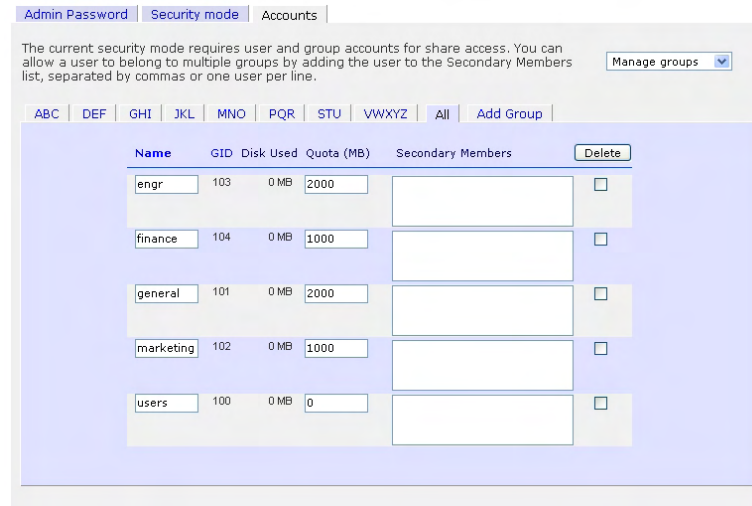 Admin Password Security mode Accounts
The current security mode requires user and group accounts for share access. You can
allow a user to belong to multiple groups by adding the user to the Secondary Members
list, separated by commas or one user per line.
Manage groups
ABC DEF GHI JKL MNO PQR STU VWXYZ All Add Group
Name GID Disk Used Quota (MB) Secondary Members Delete
engr 103 0 MB 2000
finance 104 0 MB 1000
general 101 0 MB 2000
marketing 102 0 MB 1000
users 100 0 MB 0